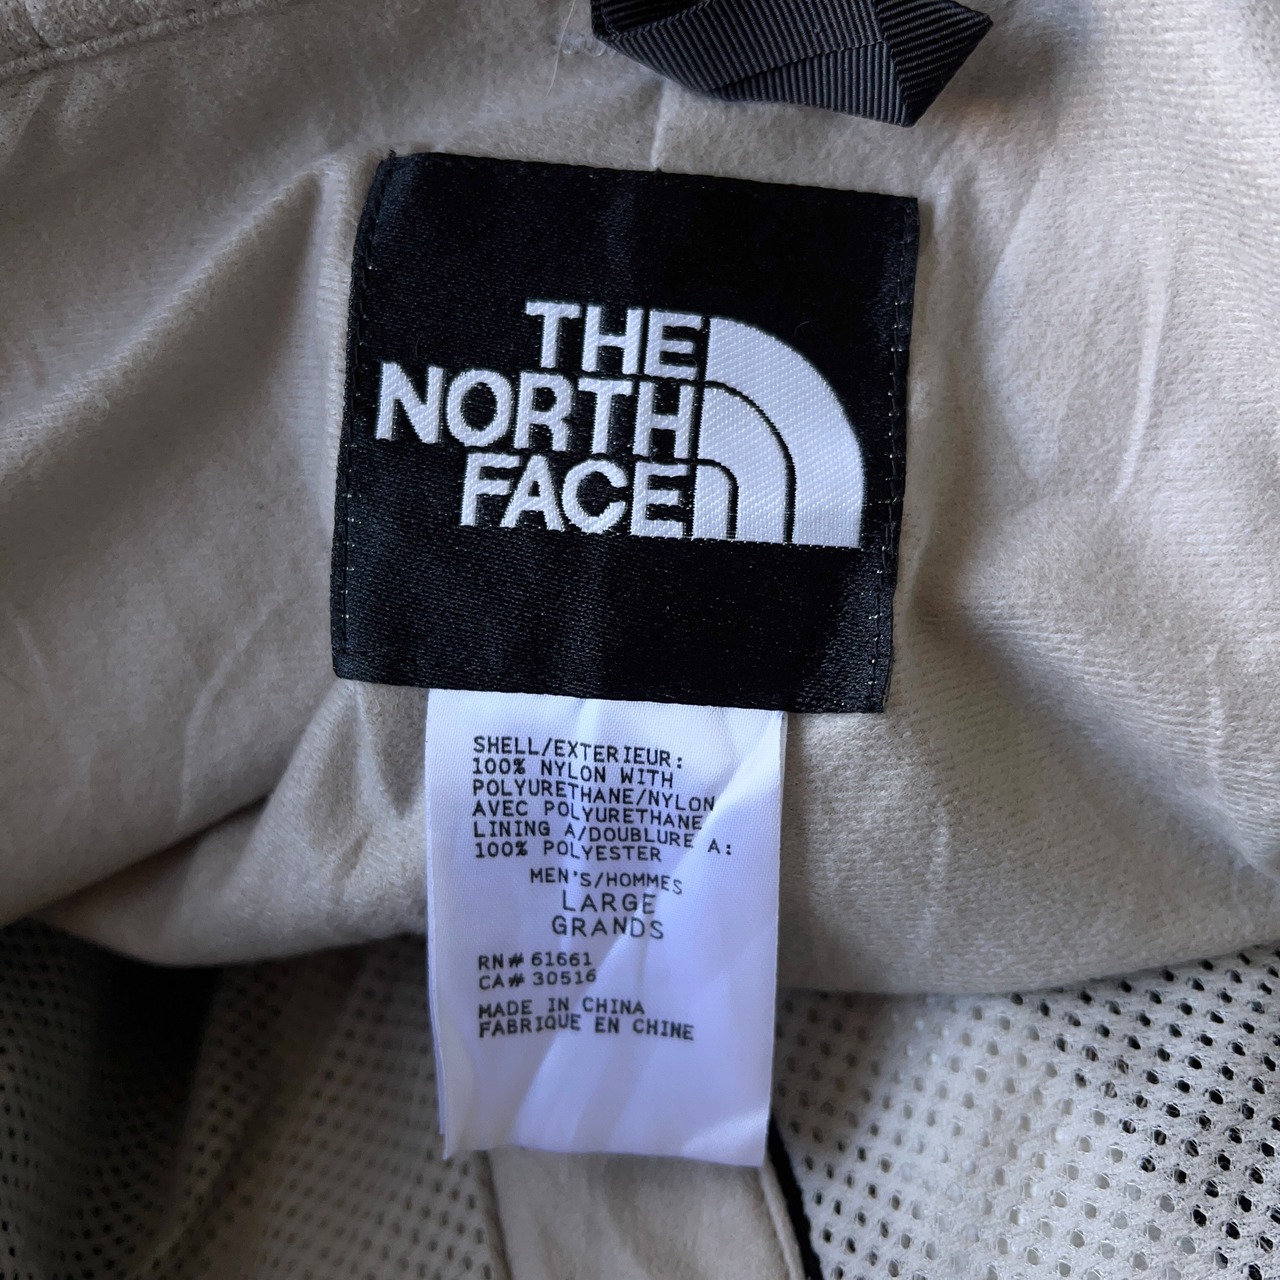 THE
NORTH
FACE
SHELL/EXTERIEUR:
100% NYLON WITH
POLYURETHANE/NYLON
AVEC POLYURETHANE
LINING A/DOUBLURE A:
100% POLYESTER
MEN'S/HOMMES
LARGE
GRANDS
RN# 61661
CA# 30516
MADE IN CHINA
FABRIQUE EN CHINE